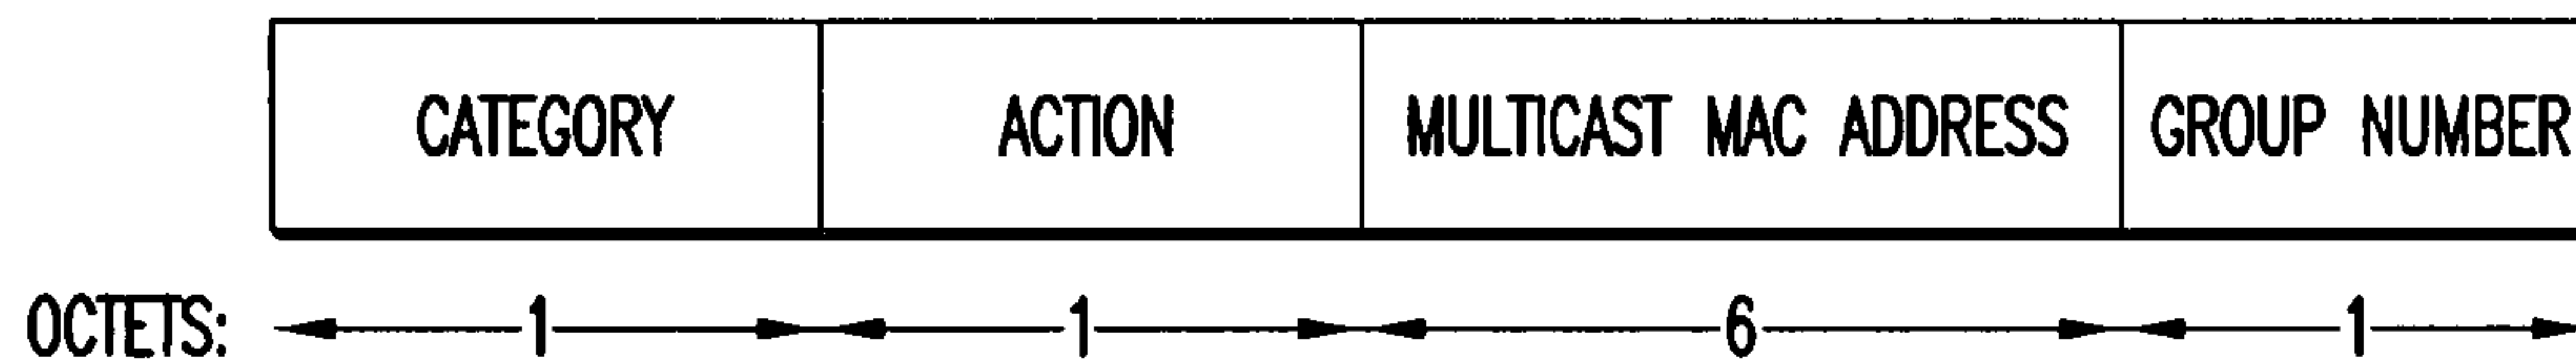 CATEGORY ACTION MULTICAST MAC ADDRESS GROUP NUMBER
OCTETS: 1 1 6 1